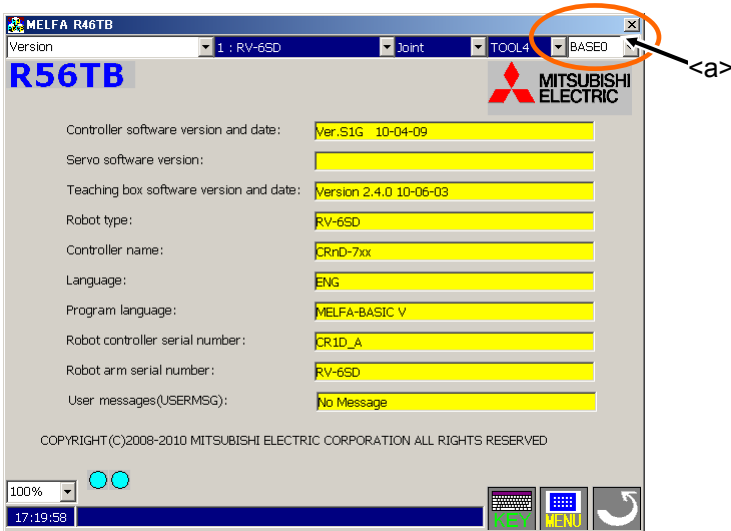 MELFA R46TB
Version 1 : RV-6SD Joint TOOL4 BASE0
<a>
R56TB
MITSUBISHI
ELECTRIC
Controller software version and date: Ver.S1G 10-04-09
Servo software version:
Teaching box software version and date: Version 2.4.0 10-06-03
Robot type: RV-6SD
Controller name: CRnD-7xx
Language: ENG
Program language: MELFA-BASIC V
Robot controller serial number: CR1D_A
Robot arm serial number: RV-6SD
User messages(USERMSG): No Message
COPYRIGHT(C)2008-2010 MITSUBISHI ELECTRIC CORPORATION ALL RIGHTS RESERVED
100%
17:19:58
KEY MENU